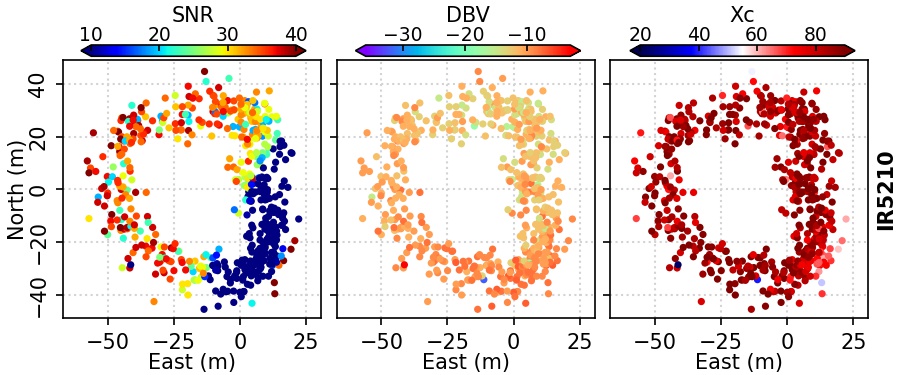 SNR DBV Xc
10 20 30 40 −30 −20 −10 20 40 60 80
40
20
0
−20
−40
North (m)
IR5210
−50 −25 0 25 −50 −25 0 25 −50 −25 0 25
East (m) East (m) East (m)